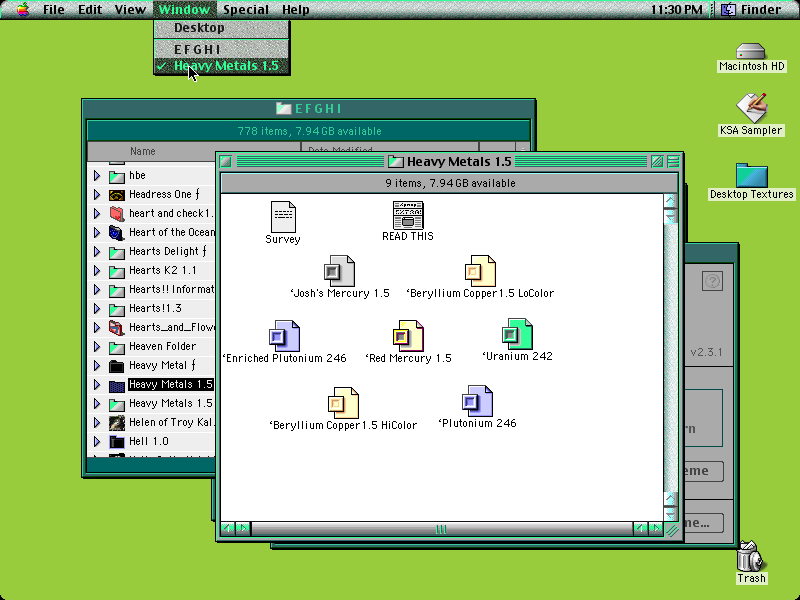 File Edit View Window Special Help 11:30 PM Finder
Desktop
E F G H I
✓ Heavy Metals 1.5
Macintosh HD
KSA Sampler
Desktop Textures
Trash
E F G H I
778 items, 7.94 GB available
Name Date Modified
hbe
Headress One ƒ
heart and check1.
Heart of the Ocean
Hearts Delight ƒ
Hearts K2 1.1
Hearts!! Informat
Hearts!1.3
Hearts_and_Flow
Heaven Folder
Heavy Metal ƒ
Heavy Metals 1.5
Heavy Metals 1.5
Helen of Troy Kal.
Hell 1.0
Heavy Metals 1.5
9 items, 7.94 GB available
Survey
READ THIS
‘Josh's Mercury 1.5
‘Beryllium Copper 1.5 LoColor
‘Enriched Plutonium 246
‘Red Mercury 1.5
‘Uranium 242
‘Beryllium Copper 1.5 HiColor
‘Plutonium 246
?
v2.3.1
rn
eme
me...